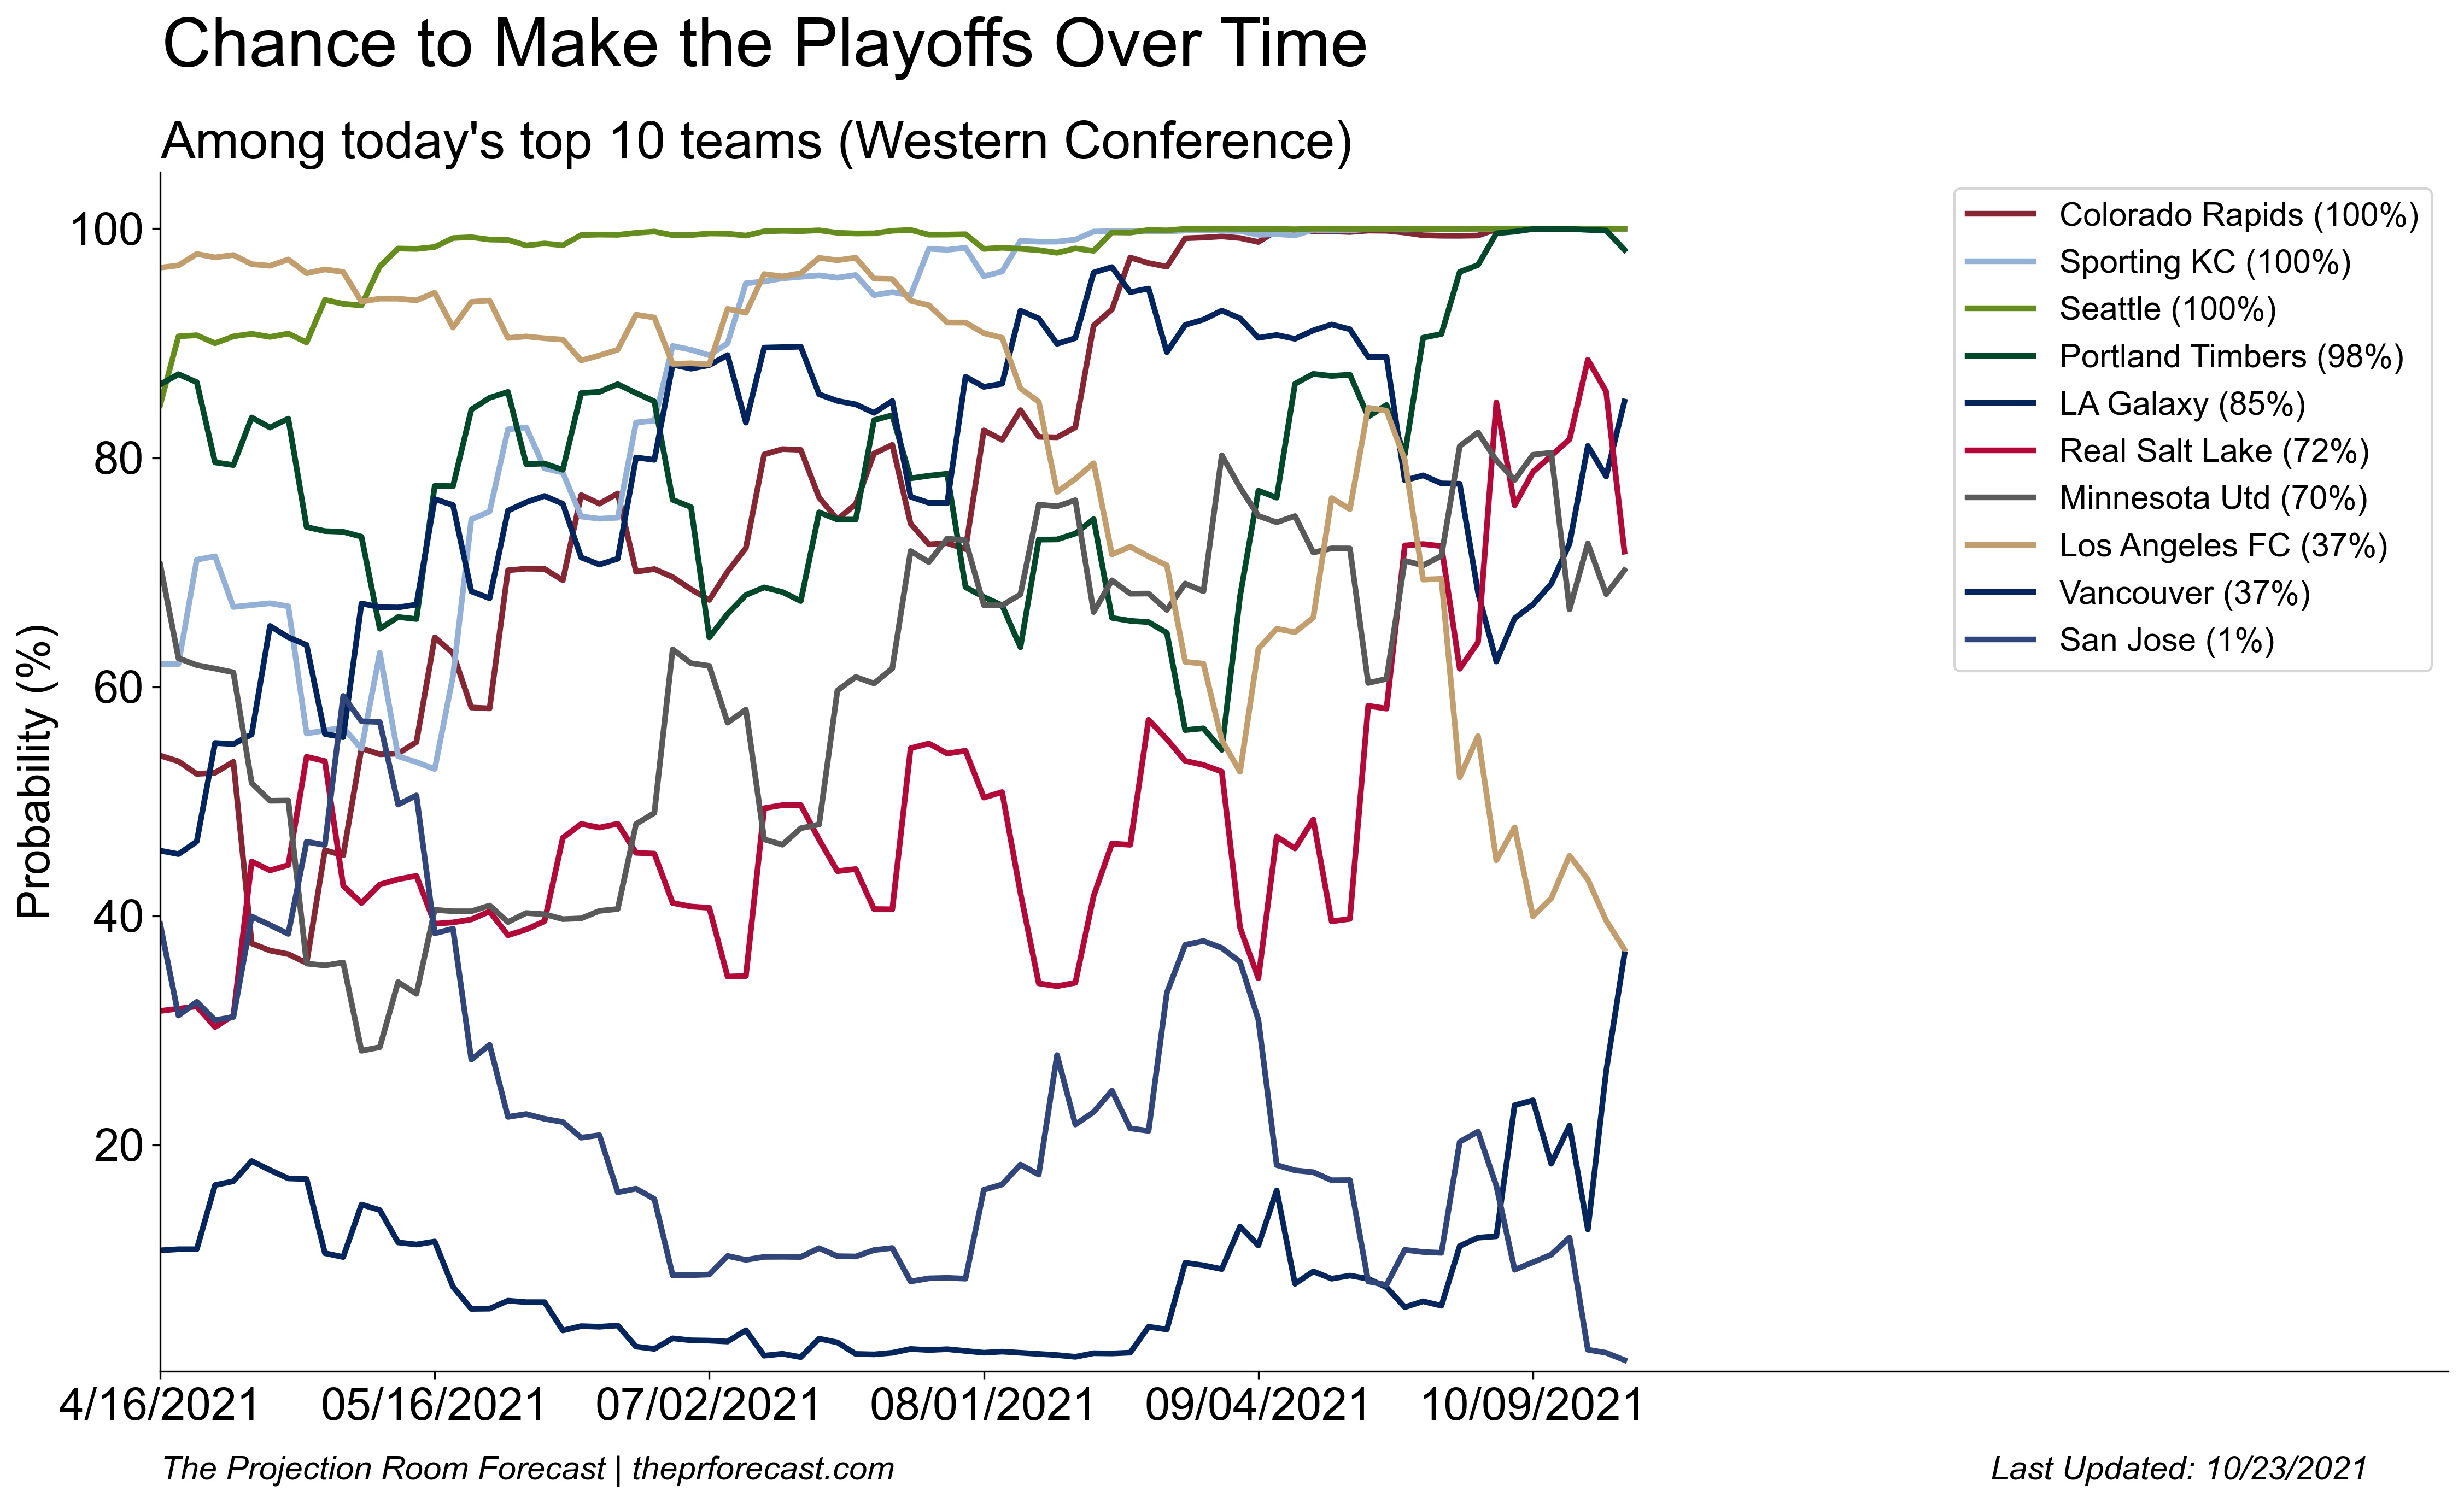 Chance to Make the Playoffs Over Time
Among today's top 10 teams (Western Conference)
Probability (%)
100
80
60
40
20
4/16/2021 05/16/2021 07/02/2021 08/01/2021 09/04/2021 10/09/2021
Colorado Rapids (100%)
Sporting KC (100%)
Seattle (100%)
Portland Timbers (98%)
LA Galaxy (85%)
Real Salt Lake (72%)
Minnesota Utd (70%)
Los Angeles FC (37%)
Vancouver (37%)
San Jose (1%)
The Projection Room Forecast | theprforecast.com
Last Updated: 10/23/2021